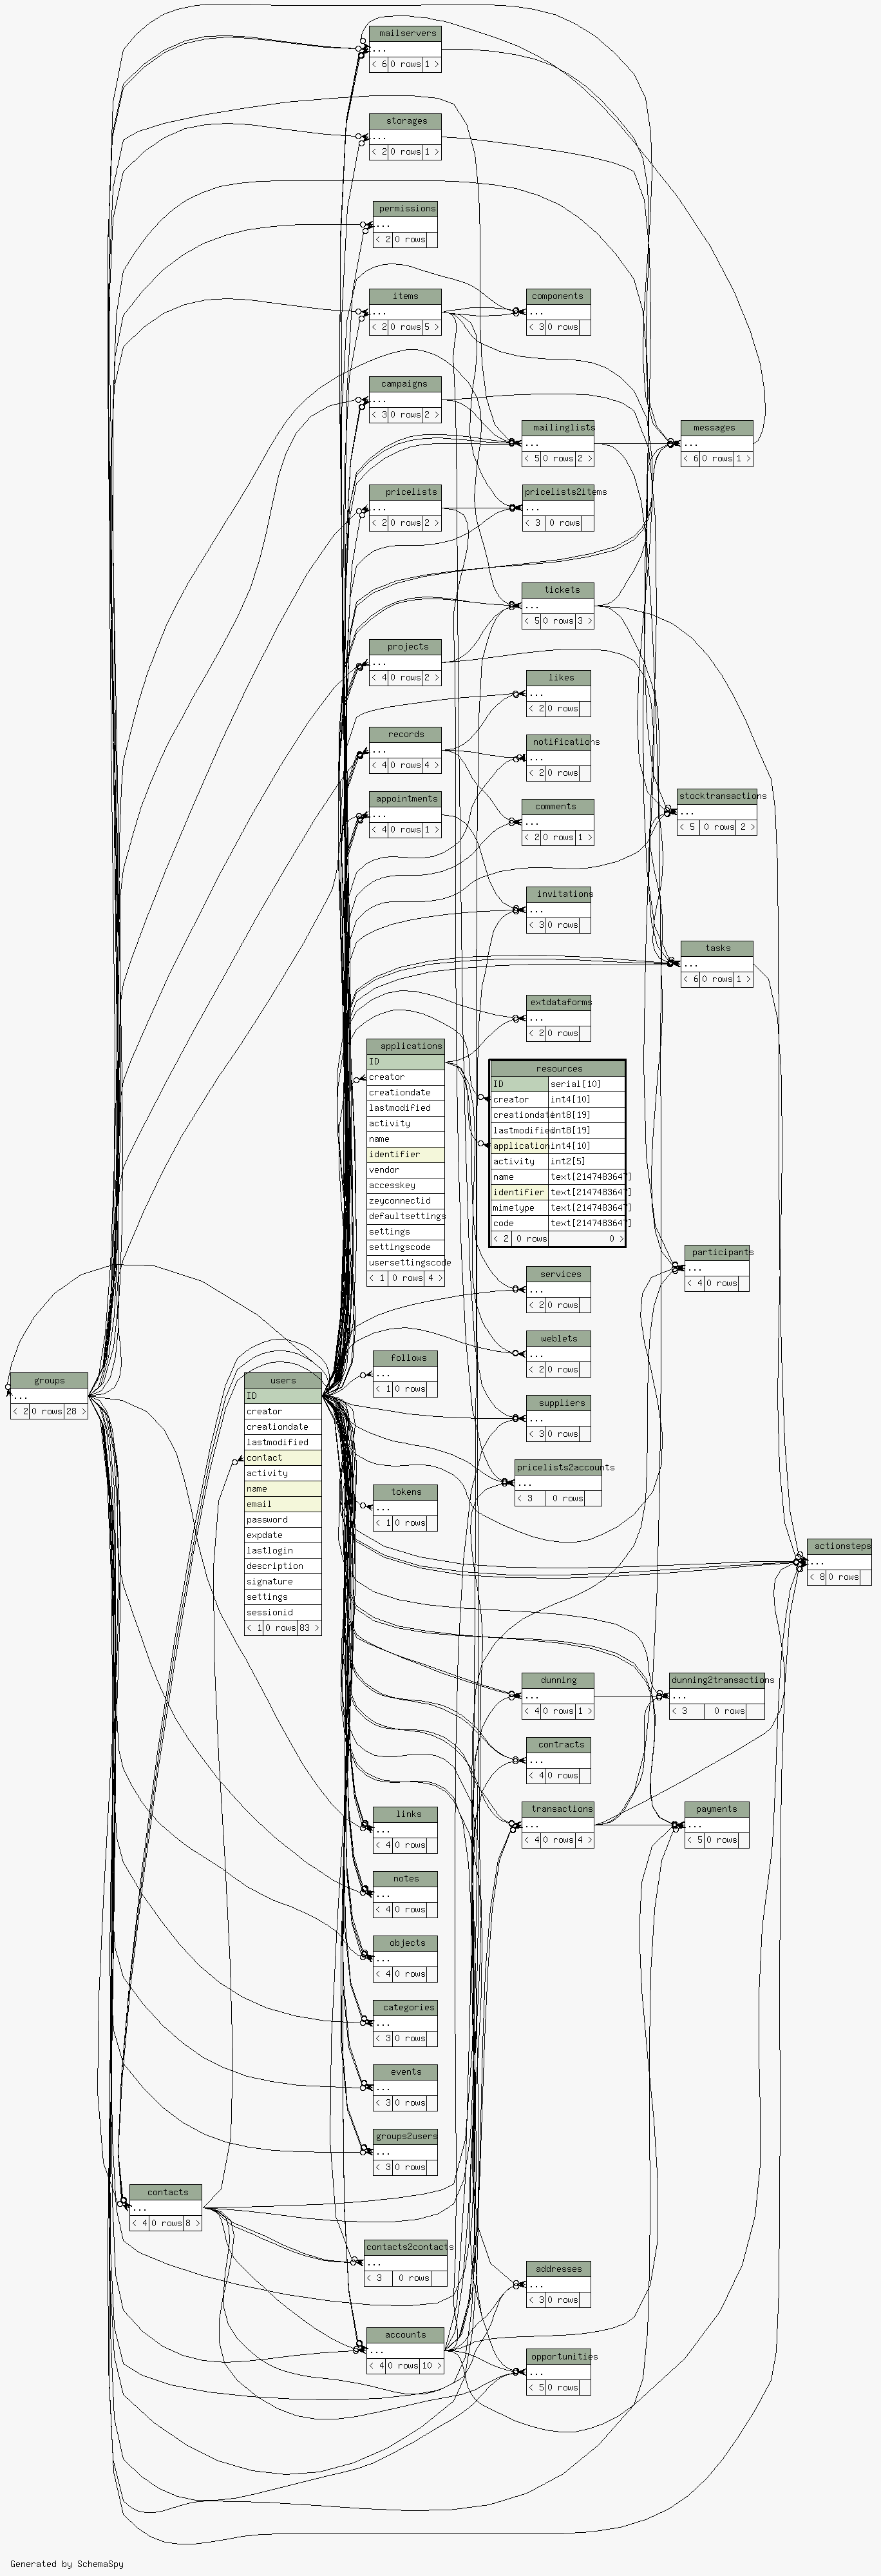 mailservers
...
< 6 0 rows 1 >
storages
...
< 2 0 rows 1 >
permissions
...
< 2 0 rows
items
...
< 2 0 rows 5 >
components
...
< 3 0 rows
campaigns
...
< 3 0 rows 2 >
mailinglists
...
< 5 0 rows 2 >
messages
...
< 6 0 rows 1 >
pricelists
...
< 2 0 rows 2 >
pricelists2items
...
< 3 0 rows
tickets
...
< 5 0 rows 3 >
projects
...
< 4 0 rows 2 >
likes
...
< 2 0 rows
records
...
< 4 0 rows 4 >
notifications
...
< 2 0 rows
appointments
...
< 4 0 rows 1 >
comments
...
< 2 0 rows 1 >
stocktransactions
...
< 5 0 rows 2 >
invitations
...
< 3 0 rows
tasks
...
< 6 0 rows 1 >
extdataforms
...
< 2 0 rows
applications
ID
creator
creationdate
lastmodified
activity
name
identifier
vendor
accesskey
zeyconnectid
defaultsettings
settings
settingscode
usersettingscode
< 1 0 rows 4 >
resources
ID serial[10]
creator int4[10]
creationdate int8[19]
lastmodified int8[19]
application int4[10]
activity int2[5]
name text[2147483647]
identifier text[2147483647]
mimetype text[2147483647]
code text[2147483647]
< 2 0 rows 0 >
participants
...
< 4 0 rows
services
...
< 2 0 rows
weblets
...
< 2 0 rows
follows
...
< 1 0 rows
groups
...
< 2 0 rows 28 >
users
ID
creator
creationdate
lastmodified
contact
activity
name
email
password
expdate
lastlogin
description
signature
settings
sessionid
< 1 0 rows 83 >
suppliers
...
< 3 0 rows
pricelists2accounts
...
< 3 0 rows
tokens
...
< 1 0 rows
actionsteps
...
< 8 0 rows
dunning
...
< 4 0 rows 1 >
dunning2transactions
...
< 3 0 rows
contracts
...
< 4 0 rows
transactions
...
< 4 0 rows 4 >
payments
...
< 5 0 rows
links
...
< 4 0 rows
notes
...
< 4 0 rows
objects
...
< 4 0 rows
categories
...
< 3 0 rows
events
...
< 3 0 rows
groups2users
...
< 3 0 rows
contacts
...
< 4 0 rows 8 >
contacts2contacts
...
< 3 0 rows
addresses
...
< 3 0 rows
accounts
...
< 4 0 rows 10 >
opportunities
...
< 5 0 rows
Generated by SchemaSpy